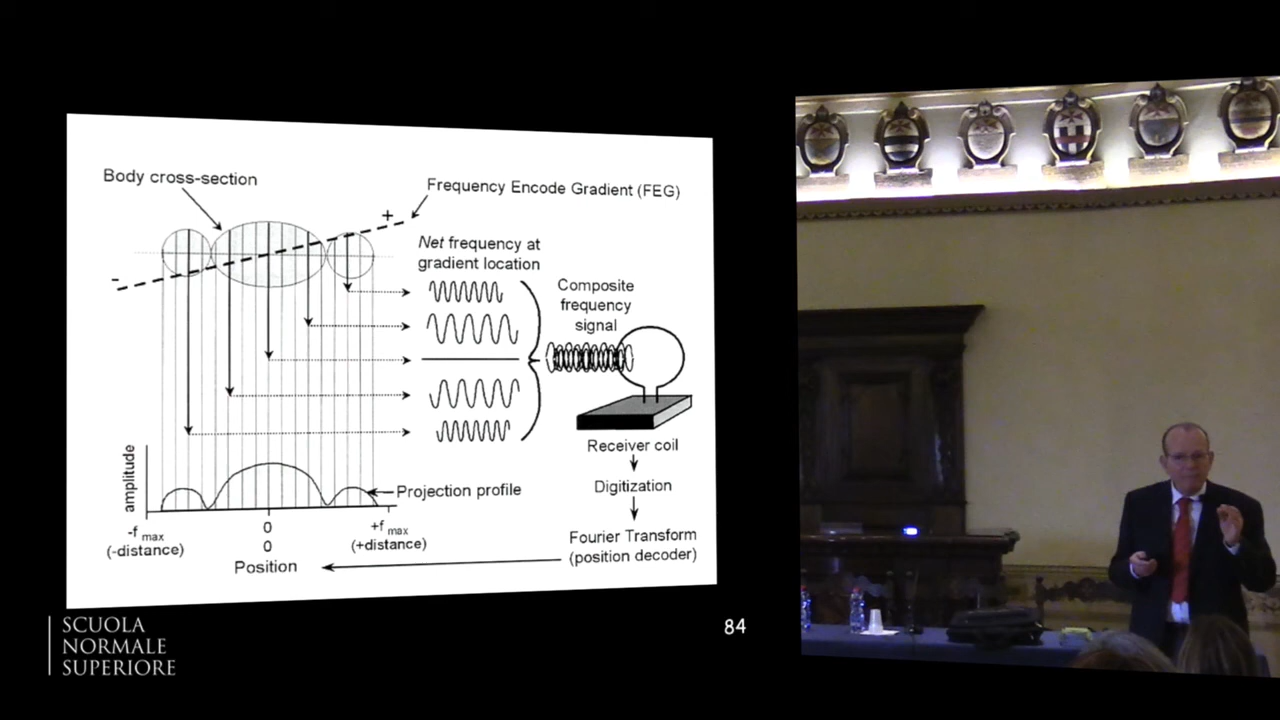 Body cross-section
Frequency Encode Gradient (FEG)
+
-
Net frequency at
gradient location
Composite
frequency
signal
Receiver coil
Digitization
Fourier Transform
(position decoder)
amplitude
Projection profile
-f max
0
+f max
(-distance)
0
(+distance)
Position
SCUOLA
NORMALE
SUPERIORE
84